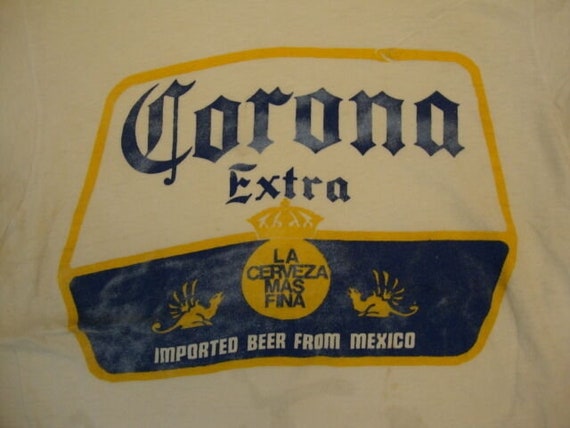 Corona
Extra
LA
CERVEZA
MAS
FINA
IMPORTED BEER FROM MEXICO